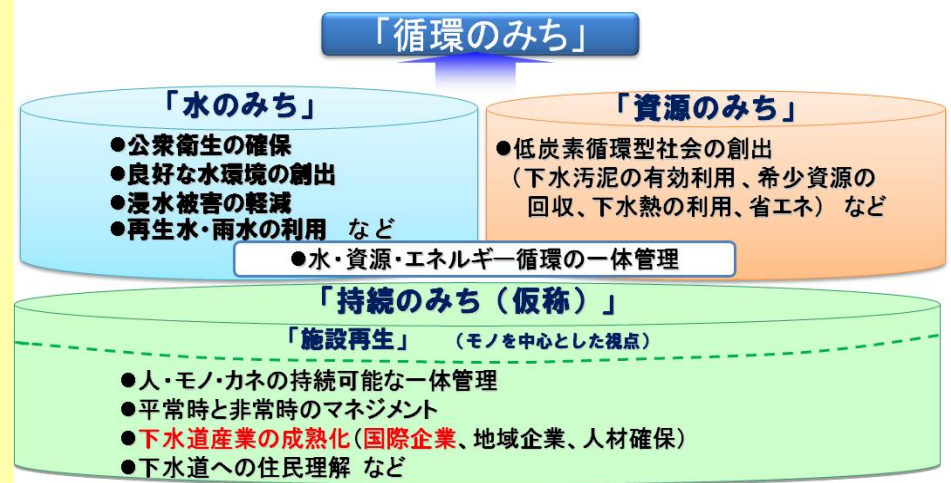 「循環のみち」
「水のみち」
●公衆衛生の確保
●良好な水環境の創出
●浸水被害の軽減
●再生水・雨水の利用 など
「資源のみち」
●低炭素循環型社会の創出
（下水汚泥の有効利用、希少資源の
回収、下水熱の利用、省エネ） など
●水・資源・エネルギー循環の一体管理
「持続のみち（仮称）」
「施設再生」 （モノを中心とした視点）
●人・モノ・カネの持続可能な一体管理
●平常時と非常時のマネジメント
●下水道産業の成熟化（国際企業、地域企業、人材確保）
●下水道への住民理解 など